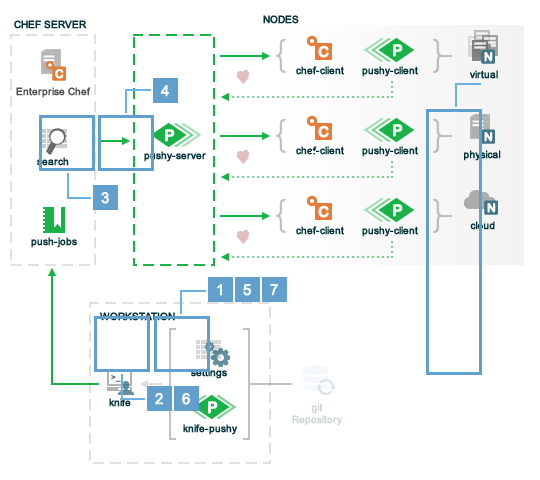 CHEF SERVER
NODES
Enterprise Chef
search
push-jobs
pushy-server
chef-client
pushy-client
virtual
chef-client
pushy-client
physical
chef-client
pushy-client
cloud
4
3
1 5 7
WORKSTATION
settings
knife
2 6
knife-pushy
git
Repository
C
P
P
C
P
N
C
P
N
C
P
N
P
>_